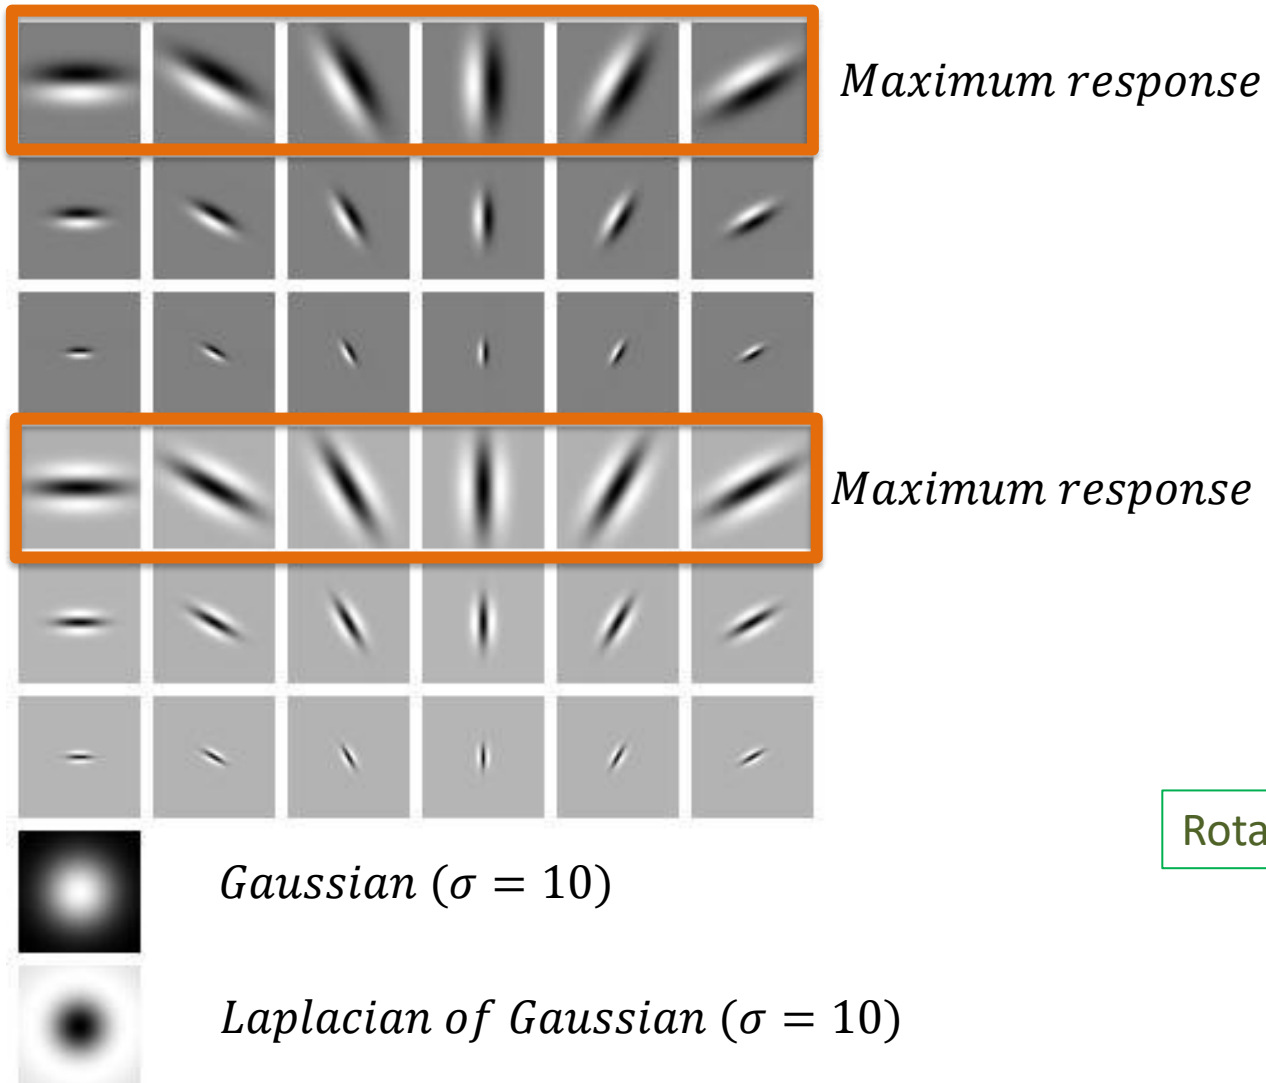 Maximum response
Maximum response
Rota
Gaussian (σ = 10)
Laplacian of Gaussian (σ = 10)